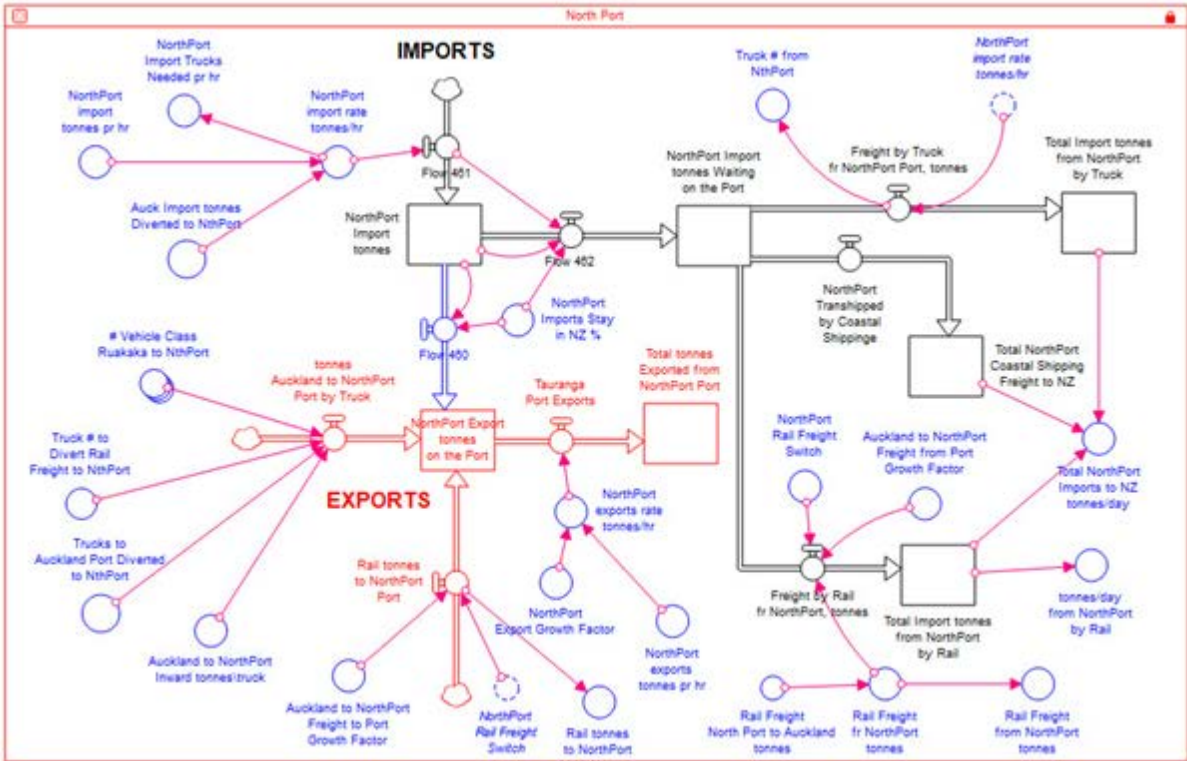 North Port
IMPORTS
NorthPort
Import Trucks
Needed pr hr
NorthPort
import
tonnes pr hr
NorthPort
import rate
tonnes/hr
Flow 461
Auck Import tonnes
Diverted to NthPort
NorthPort
Import
tonnes
Flow 462
NorthPort Import
tonnes Waiting
on the Port
Truck # from
NthPort
NorthPort
import rate
tonnes/hr
Freight by Truck
fr NorthPort Port, tonnes
Total Import tonnes
from NorthPort
by Truck
NorthPort
Transhipped
by Coastal
Shippinge
NorthPort
Imports Stay
in NZ %
Flow 460
Total NorthPort
Coastal Shipping
Freight to NZ
# Vehicle Class
Ruakaka to NthPort
tonnes
Auckland to NorthPort
Port by Truck
NorthPort Export
tonnes
on the Port
Tauranga
Port Exports
Total tonnes
Exported from
NorthPort Port
NorthPort
Rail Freight
Switch
Auckland to NorthPort
Freight from Port
Growth Factor
Total NorthPort
Imports to NZ
tonnes/day
Truck # to
Divert Rail
Freight to NthPort
EXPORTS
NorthPort
exports rate
tonnes/hr
Trucks to
Auckland Port Diverted
to NthPort
Rail tonnes
to NorthPort
Port
NorthPort
Export Growth Factor
Freight by Rail
fr NorthPort, tonnes
Total Import tonnes
from NorthPort
by Rail
tonnes/day
from NorthPort
by Rail
Auckland to NorthPort
Inward tonnes\truck
NorthPort
exports
tonnes pr hr
Auckland to NorthPort
Freight to Port
Growth Factor
NorthPort
Rail Freight
Switch
Rail tonnes
to NorthPort
Rail Freight
North Port to Auckland
tonnes
Rail Freight
fr NorthPort
tonnes
Rail Freight
from NorthPort
tonnes